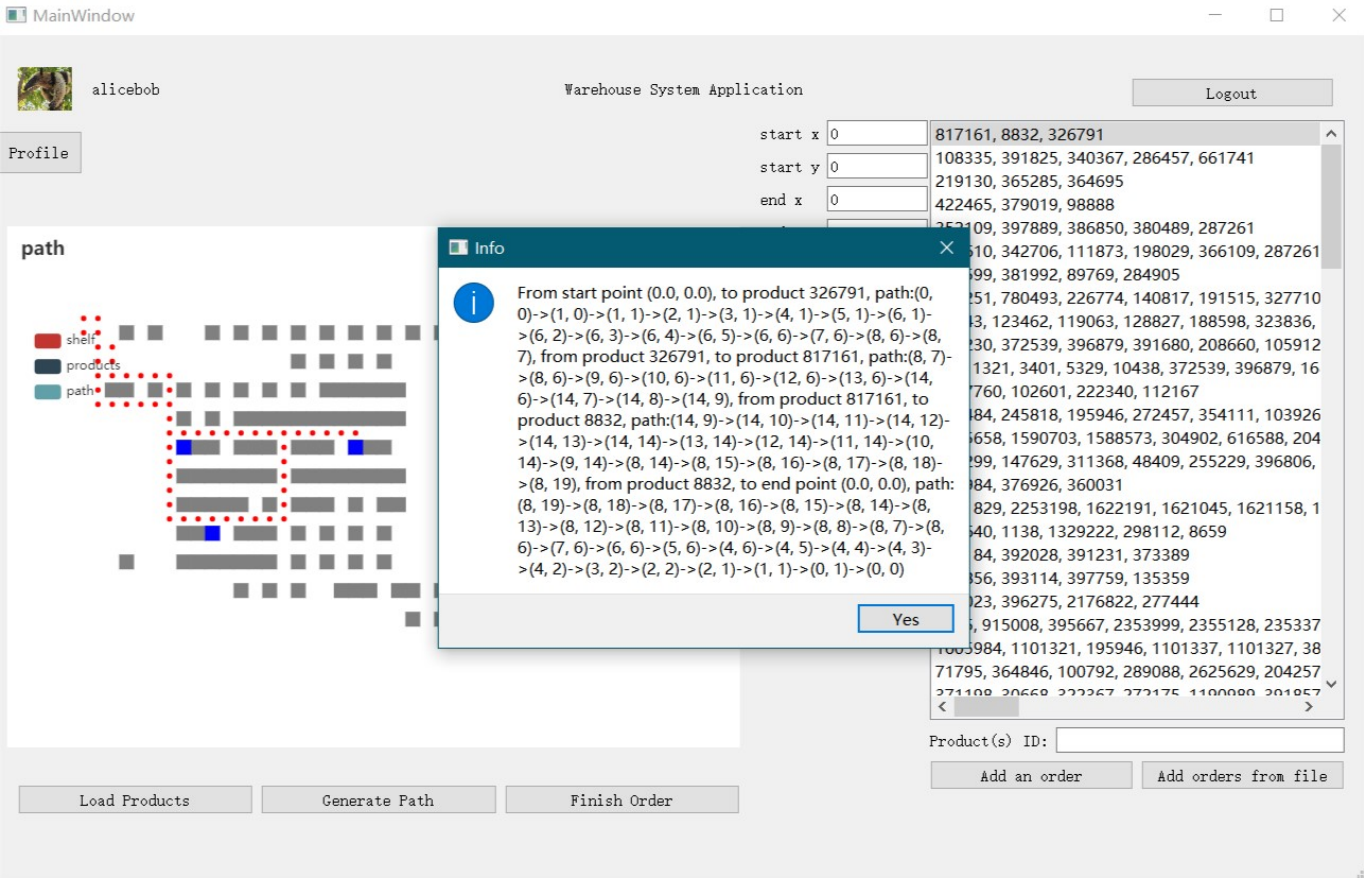 MainWindow
alicebob
Warehouse System Application
Logout
Profile
start x 0
start y 0
end x 0
path
shelf
products
path
Info
From start point (0.0, 0.0), to product 326791, path:(0,
0)->(1, 0)->(1, 1)->(2, 1)->(3, 1)->(4, 1)->(5, 1)->(6, 1)-
>(6, 2)->(6, 3)->(6, 4)->(6, 5)->(6, 6)->(7, 6)->(8, 6)->(8,
7), from product 326791, to product 817161, path:(8, 7)-
>(8, 6)->(9, 6)->(10, 6)->(11, 6)->(12, 6)->(13, 6)->(14,
6)->(14, 7)->(14, 8)->(14, 9), from product 817161, to
product 8832, path:(14, 9)->(14, 10)->(14, 11)->(14, 12)-
>(14, 13)->(14, 14)->(13, 14)->(12, 14)->(11, 14)->(10,
14)->(9, 14)->(8, 14)->(8, 15)->(8, 16)->(8, 17)->(8, 18)-
>(8, 19), from product 8832, to end point (0.0, 0.0), path:
(8, 19)->(8, 18)->(8, 17)->(8, 16)->(8, 15)->(8, 14)->(8,
13)->(8, 12)->(8, 11)->(8, 10)->(8, 9)->(8, 8)->(8, 7)->(8,
6)->(7, 6)->(6, 6)->(5, 6)->(4, 6)->(4, 5)->(4, 4)->(4, 3)-
>(4, 2)->(3, 2)->(2, 2)->(2, 1)->(1, 1)->(0, 1)->(0, 0)
Yes
817161, 8832, 326791
108335, 391825, 340367, 286457, 661741
219130, 365285, 364695
422465, 379019, 98888
397889, 386850, 380489, 287261
342706, 111873, 198029, 366109, 287261
381992, 89769, 284905
780493, 226774, 140817, 191515, 327710
123462, 119063, 128827, 188598, 323836,
372539, 396879, 391680, 208660, 105912
1321, 3401, 5329, 10438, 372539, 396879, 16
102601, 222340, 112167
245818, 195946, 272457, 354111, 103926
1590703, 1588573, 304902, 616588, 204
147629, 311368, 48409, 255229, 396806,
376926, 360031
2253198, 1622191, 1621045, 1621158, 1
1138, 1329222, 298112, 8659
392028, 391231, 373389
393114, 397759, 135359
396275, 2176822, 277444
915008, 395667, 2353999, 2355128, 235337
1101321, 195946, 1101337, 1101327, 38
71795, 364846, 100792, 289088, 2625629, 204257
Product(s) ID:
Add an order
Add orders from file
Load Products
Generate Path
Finish Order